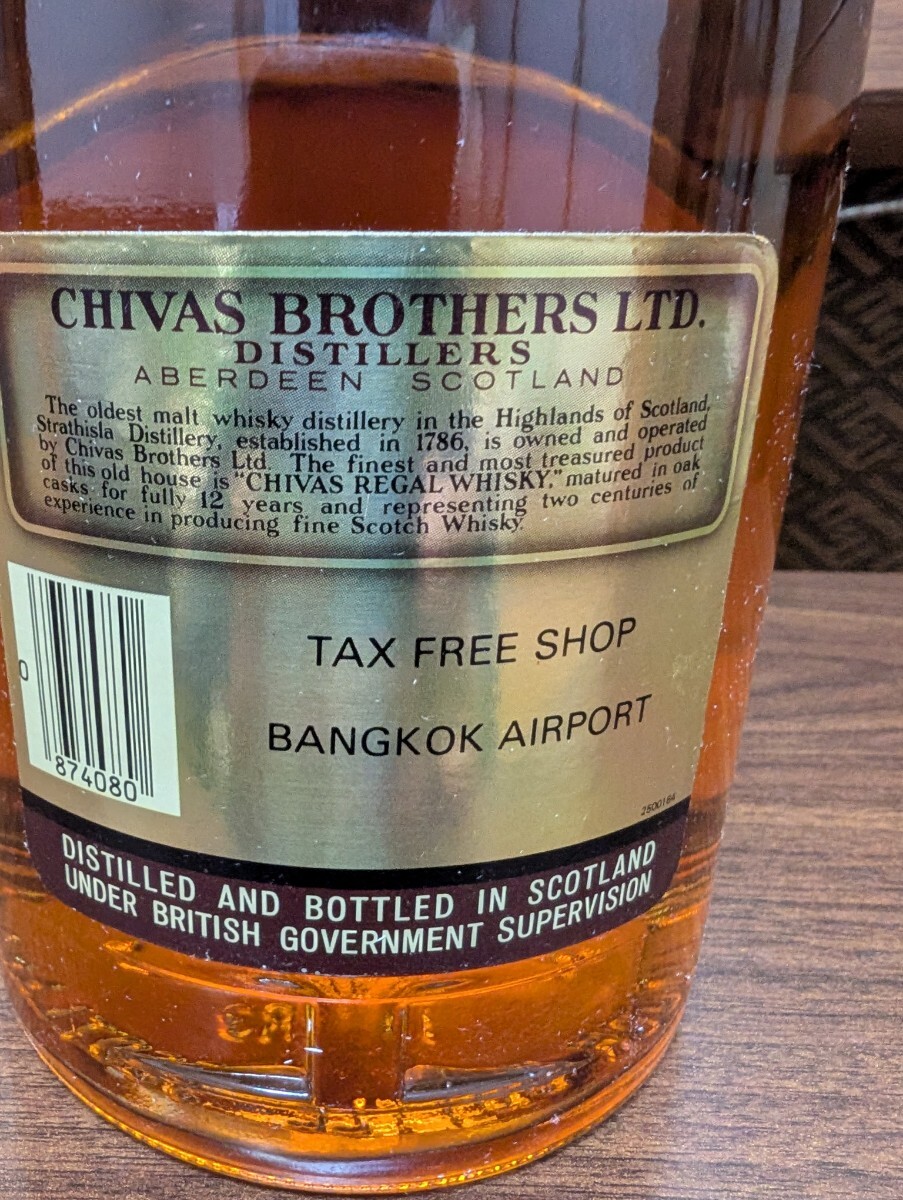 CHIVAS BROTHERS LTD.
DISTILLERS
ABERDEEN SCOTLAND
The oldest malt whisky distillery in the Highlands of Scotland,
Strathisla Distillery, established in 1786, is owned and operated
by Chivas Brothers Ltd. The finest and most treasured product
of this old house is "CHIVAS REGAL WHISKY," matured in oak
casks for fully 12 years and representing two centuries of
experience in producing fine Scotch Whisky.
0
874080
TAX FREE SHOP
BANGKOK AIRPORT
2500164
DISTILLED AND BOTTLED IN SCOTLAND
UNDER BRITISH GOVERNMENT SUPERVISION